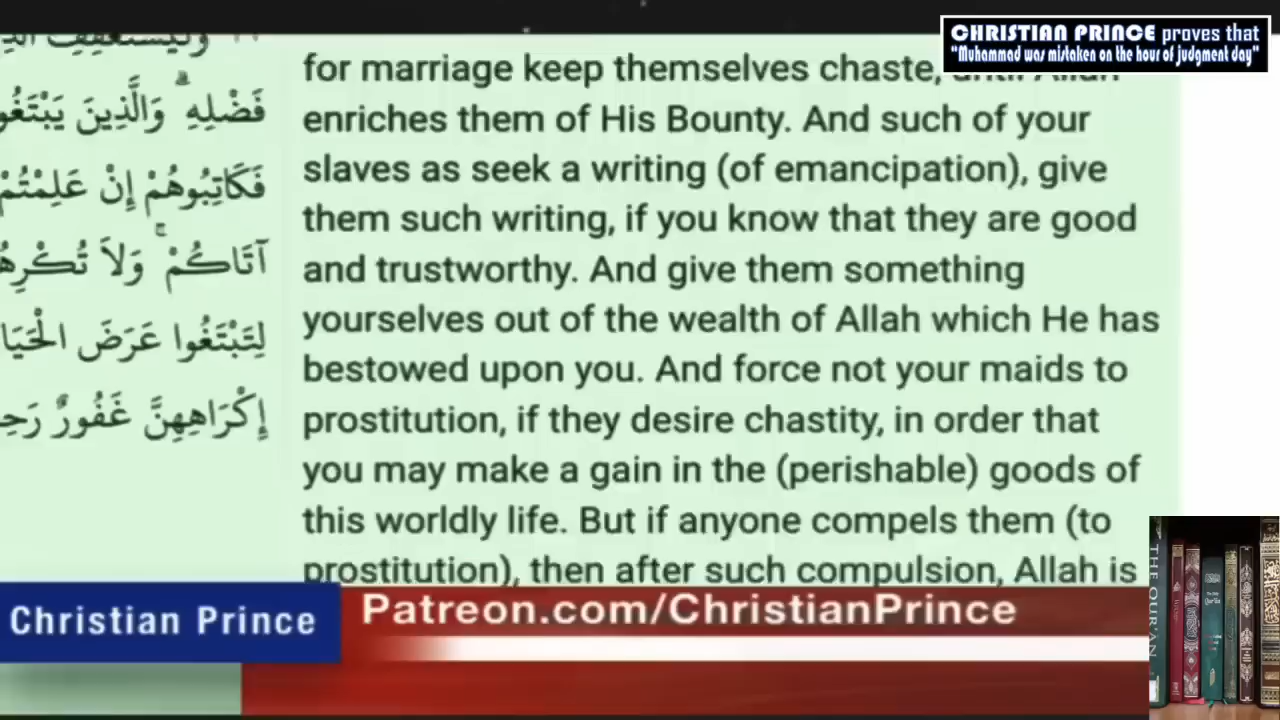 CHRISTIAN PRINCE proves that
"Muhammad was mistaken on the hour of judgment day"
for marriage keep themselves chaste, until Allah
enriches them of His Bounty. And such of your
slaves as seek a writing (of emancipation), give
them such writing, if you know that they are good
and trustworthy. And give them something
yourselves out of the wealth of Allah which He has
bestowed upon you. And force not your maids to
prostitution, if they desire chastity, in order that
you may make a gain in the (perishable) goods of
this worldly life. But if anyone compels them (to
prostitution), then after such compulsion, Allah is
فَضْلِهِ ۗ وَالَّذِينَ يَبْتَغُو
فَكَاتِبُوهُمْ إِنْ عَلِمْتُمْ
آتَاكُمْ ۚ وَلاَ تُكْرِهُ
لِتَبْتَغُوا عَرَضَ الْحَيَا
إِكْرَاهِهِنَّ غَفُورٌ رَحِ
Christian Prince
Patreon.com/ChristianPrince
THE QUR'AN